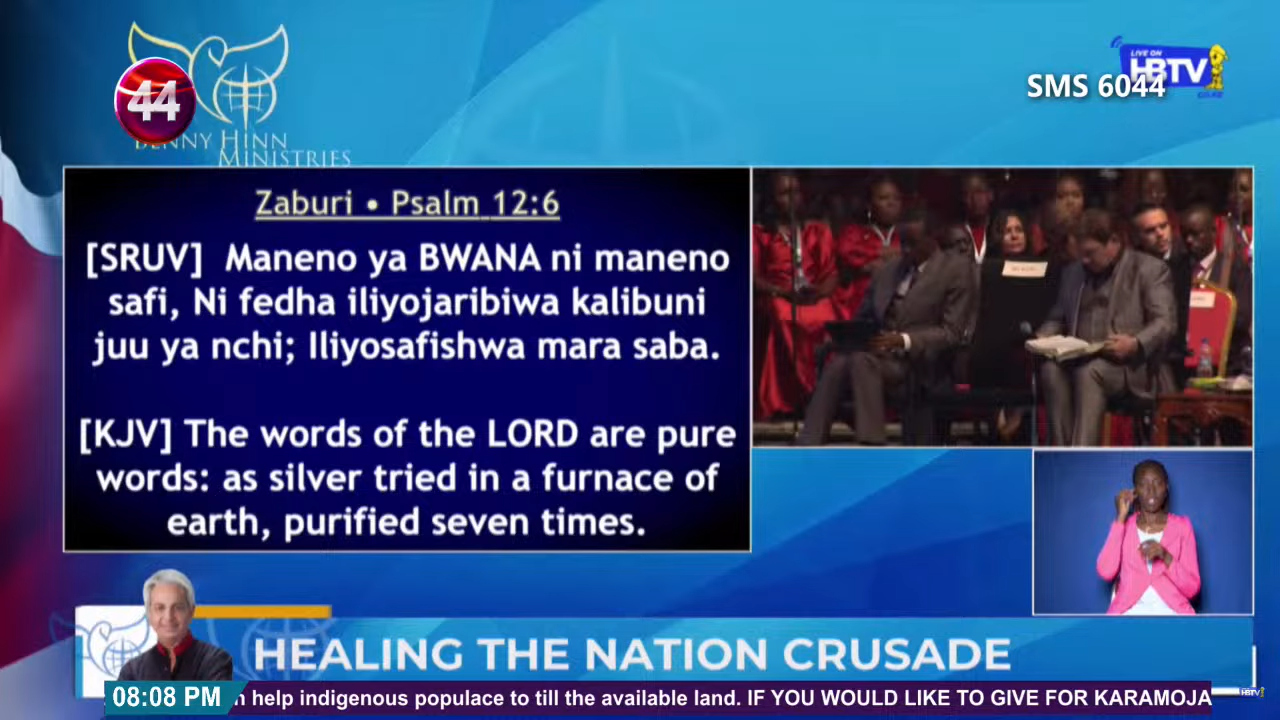 LIVE ON
HBTV
SMS 6044
44
BENNY HINN
MINISTRIES
Zaburi • Psalm 12:6
[SRUV] Maneno ya BWANA ni maneno
safi, Ni fedha iliyojaribiwa kalibuni
juu ya nchi; Iliyosafishwa mara saba.
[KJV] The words of the LORD are pure
words: as silver tried in a furnace of
earth, purified seven times.
HEALING THE NATION CRUSADE
08:08 PM
help indigenous populace to till the available land. IF YOU WOULD LIKE TO GIVE FOR KARAMOJA
HBTV